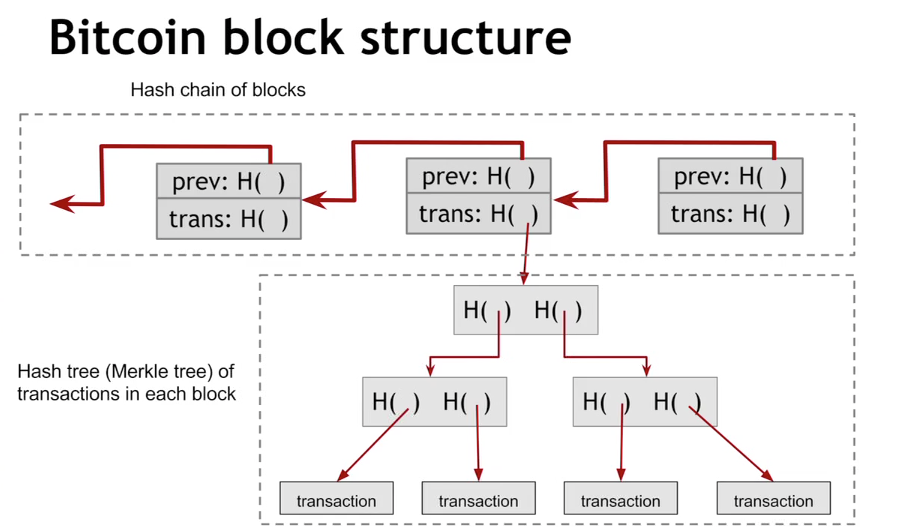 Bitcoin block structure
Hash chain of blocks
prev: H( )
trans: H( )
prev: H( )
trans: H( )
prev: H( )
trans: H( )
H( ) H( )
Hash tree (Merkle tree) of
transactions in each block
H( ) H( )
H( ) H( )
transaction
transaction
transaction
transaction